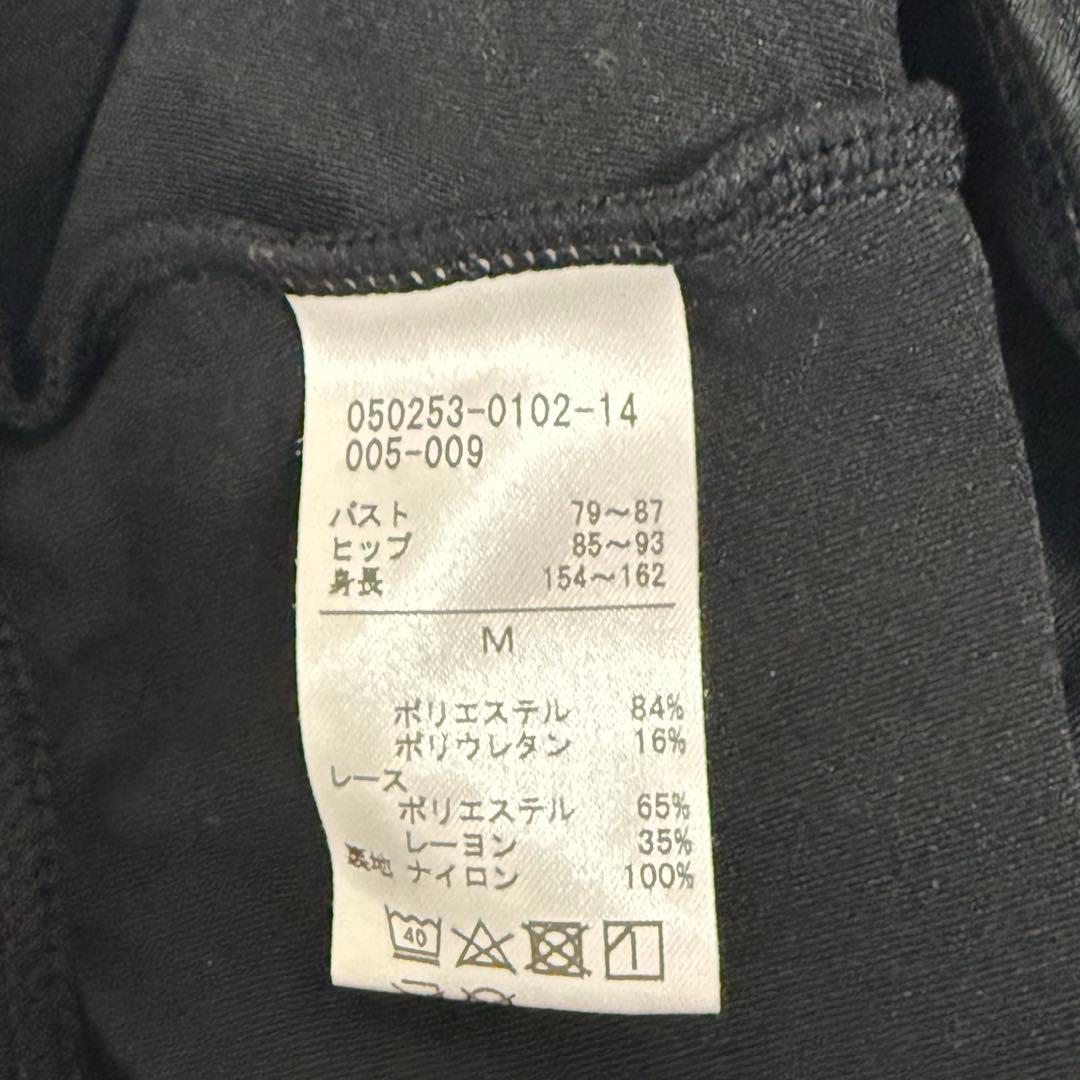 050253-0102-14
005-009
バスト 79～87
ヒップ 85～93
身長 154～162
M
ポリエステル 84%
ポリウレタン 16%
レース
ポリエステル 65%
レーヨン 35%
裏地 ナイロン 100%
40